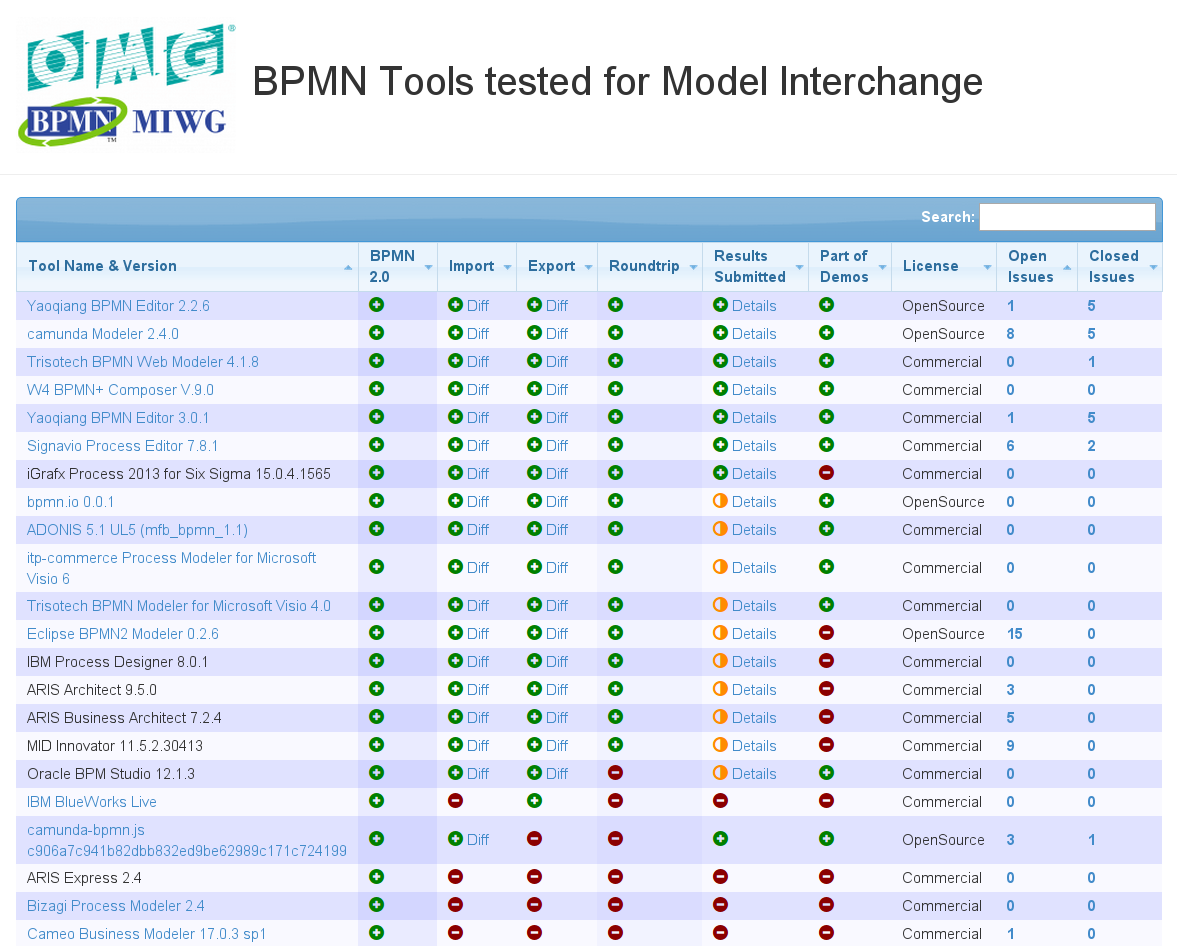 OMG®
BPMN MIWG
TM
BPMN Tools tested for Model Interchange
Search:
Tool Name & Version BPMN 2.0 Import Export Roundtrip Results Submitted Part of Demos License Open Issues Closed Issues
Yaoqiang BPMN Editor 2.2.6 Diff Diff Details OpenSource 1 5
camunda Modeler 2.4.0 Diff Diff Details OpenSource 8 5
Trisotech BPMN Web Modeler 4.1.8 Diff Diff Details Commercial 0 1
W4 BPMN+ Composer V.9.0 Diff Diff Details Commercial 0 0
Yaoqiang BPMN Editor 3.0.1 Diff Diff Details Commercial 1 5
Signavio Process Editor 7.8.1 Diff Diff Details Commercial 6 2
iGrafx Process 2013 for Six Sigma 15.0.4.1565 Diff Diff Details Commercial 0 0
bpmn.io 0.0.1 Diff Diff Details OpenSource 0 0
ADONIS 5.1 UL5 (mfb_bpmn_1.1) Diff Diff Details Commercial 0 0
itp-commerce Process Modeler for Microsoft
Visio 6 Diff Diff Details Commercial 0 0
Trisotech BPMN Modeler for Microsoft Visio 4.0 Diff Diff Details Commercial 0 0
Eclipse BPMN2 Modeler 0.2.6 Diff Diff Details OpenSource 15 0
IBM Process Designer 8.0.1 Diff Diff Details Commercial 0 0
ARIS Architect 9.5.0 Diff Diff Details Commercial 3 0
ARIS Business Architect 7.2.4 Diff Diff Details Commercial 5 0
MID Innovator 11.5.2.30413 Diff Diff Details Commercial 9 0
Oracle BPM Studio 12.1.3 Diff Diff Details Commercial 0 0
IBM BlueWorks Live Commercial 0 0
camunda-bpmn.js
c906a7c941b82dbb832ed9be62989c171c724199 Diff OpenSource 3 1
ARIS Express 2.4 Commercial 0 0
Bizagi Process Modeler 2.4 Commercial 0 0
Cameo Business Modeler 17.0.3 sp1 Commercial 1 0